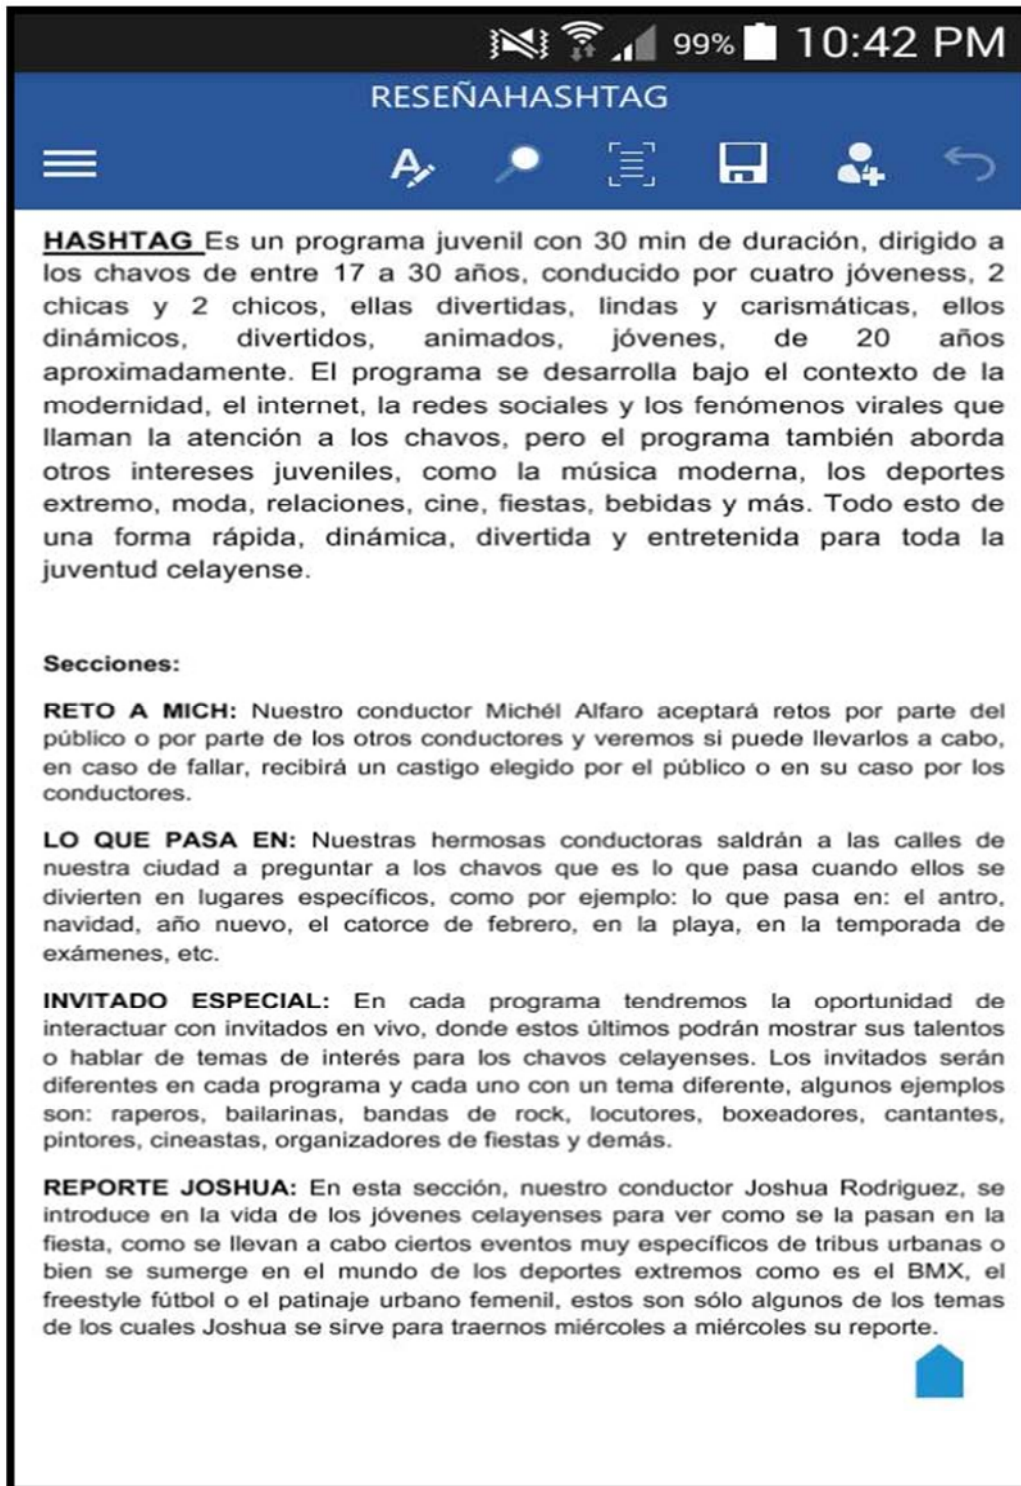 99% 10:42 PM
RESEÑAHASHTAG
HASHTAG Es un programa juvenil con 30 min de duración, dirigido a
los chavos de entre 17 a 30 años, conducido por cuatro jóveness, 2
chicas y 2 chicos, ellas divertidas, lindas y carismáticas, ellos
dinámicos, divertidos, animados, jóvenes, de 20 años
aproximadamente. El programa se desarrolla bajo el contexto de la
modernidad, el internet, la redes sociales y los fenómenos virales que
llaman la atención a los chavos, pero el programa también aborda
otros intereses juveniles, como la música moderna, los deportes
extremo, moda, relaciones, cine, fiestas, bebidas y más. Todo esto de
una forma rápida, dinámica, divertida y entretenida para toda la
juventud celayense.
Secciones:
RETO A MICH: Nuestro conductor Michél Alfaro aceptará retos por parte del
público o por parte de los otros conductores y veremos si puede llevarlos a cabo,
en caso de fallar, recibirá un castigo elegido por el público o en su caso por los
conductores.
LO QUE PASA EN: Nuestras hermosas conductoras saldrán a las calles de
nuestra ciudad a preguntar a los chavos que es lo que pasa cuando ellos se
divierten en lugares específicos, como por ejemplo: lo que pasa en: el antro,
navidad, año nuevo, el catorce de febrero, en la playa, en la temporada de
exámenes, etc.
INVITADO ESPECIAL: En cada programa tendremos la oportunidad de
interactuar con invitados en vivo, donde estos últimos podrán mostrar sus talentos
o hablar de temas de interés para los chavos celayenses. Los invitados serán
diferentes en cada programa y cada uno con un tema diferente, algunos ejemplos
son: raperos, bailarinas, bandas de rock, locutores, boxeadores, cantantes,
pintores, cineastas, organizadores de fiestas y demás.
REPORTE JOSHUA: En esta sección, nuestro conductor Joshua Rodriguez, se
introduce en la vida de los jóvenes celayenses para ver como se la pasan en la
fiesta, como se llevan a cabo ciertos eventos muy específicos de tribus urbanas o
bien se sumerge en el mundo de los deportes extremos como es el BMX, el
freestyle fútbol o el patinaje urbano femenil, estos son sólo algunos de los temas
de los cuales Joshua se sirve para traernos miércoles a miércoles su reporte.